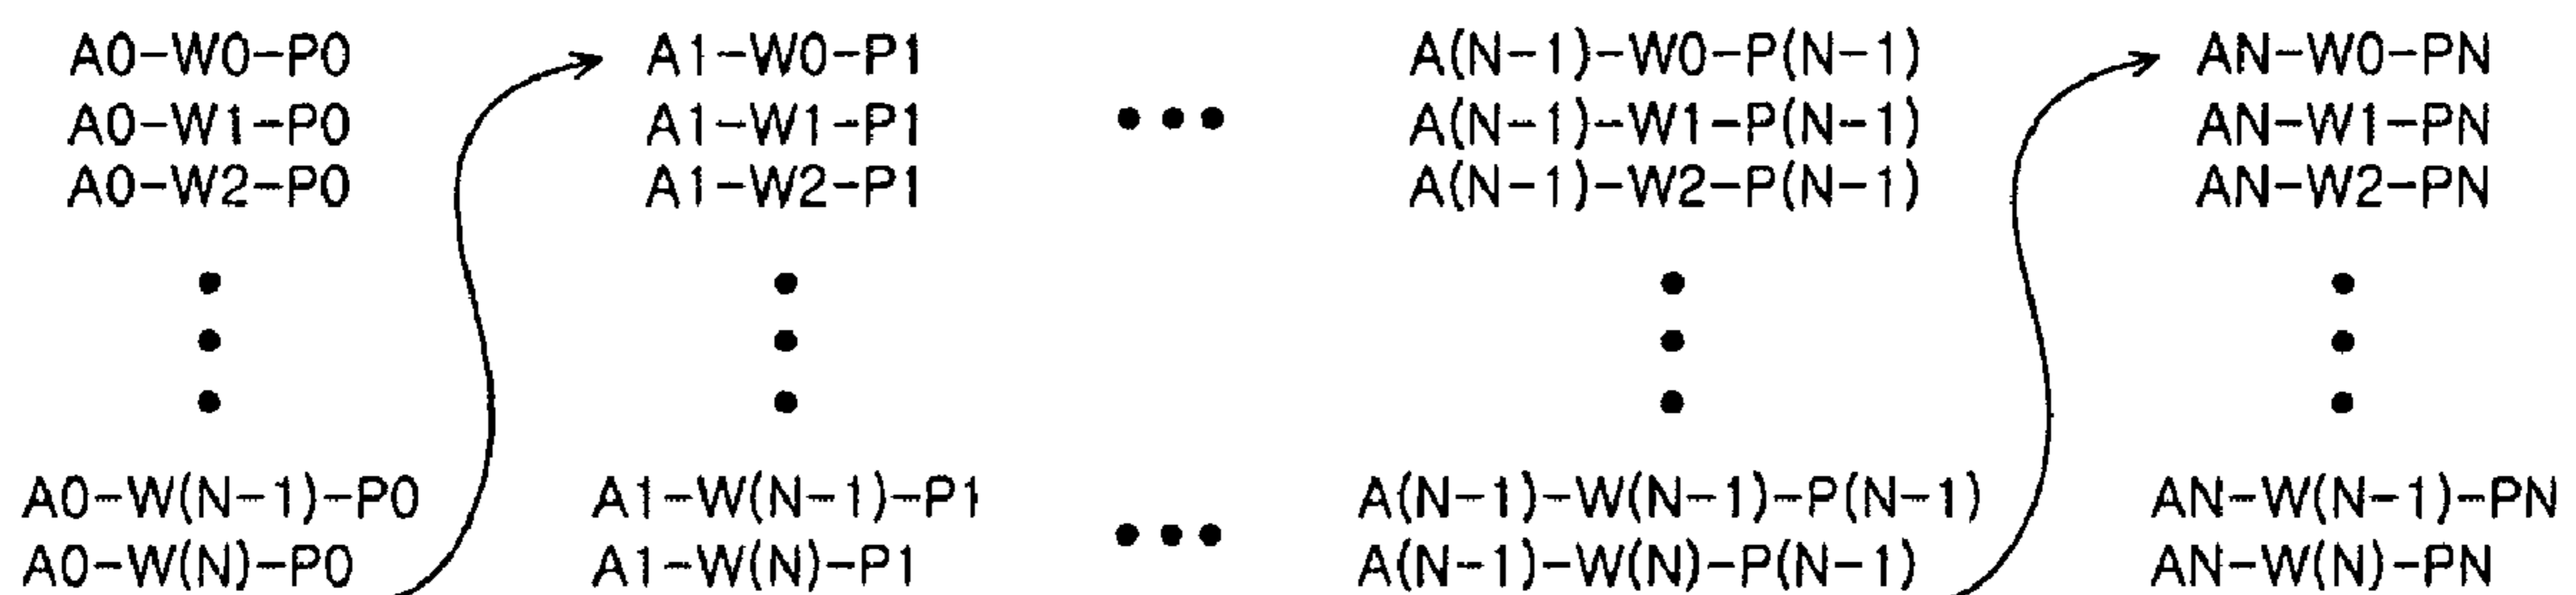 A0-W0-P0
A0-W1-P0
A0-W2-P0
A0-W(N-1)-P0
A0-W(N)-P0
A1-W0-P1
A1-W1-P1
A1-W2-P1
A1-W(N-1)-P1
A1-W(N)-P1
A(N-1)-W0-P(N-1)
A(N-1)-W1-P(N-1)
A(N-1)-W2-P(N-1)
A(N-1)-W(N-1)-P(N-1)
A(N-1)-W(N)-P(N-1)
AN-W0-PN
AN-W1-PN
AN-W2-PN
AN-W(N-1)-PN
AN-W(N)-PN